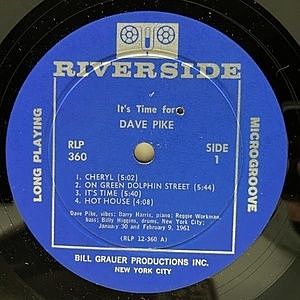 RIVERSIDE
It's Time for
DAVE PIKE
LONG PLAYING
MICROGROOVE
RLP
360
SIDE
1
1. CHERYL (5:02)
2. ON GREEN DOLPHIN STREET (5:44)
3. IT'S TIME (5:40)
4. HOT HOUSE (4:08)
Dave Pike, vibes; Barry Harris, piano; Reggie Workman,
bass; Billy Higgins, drums, New York City;
January 30 and February 9, 1961
(RLP 12-360 A)
BILL GRAUER PRODUCTIONS INC.
NEW YORK CITY